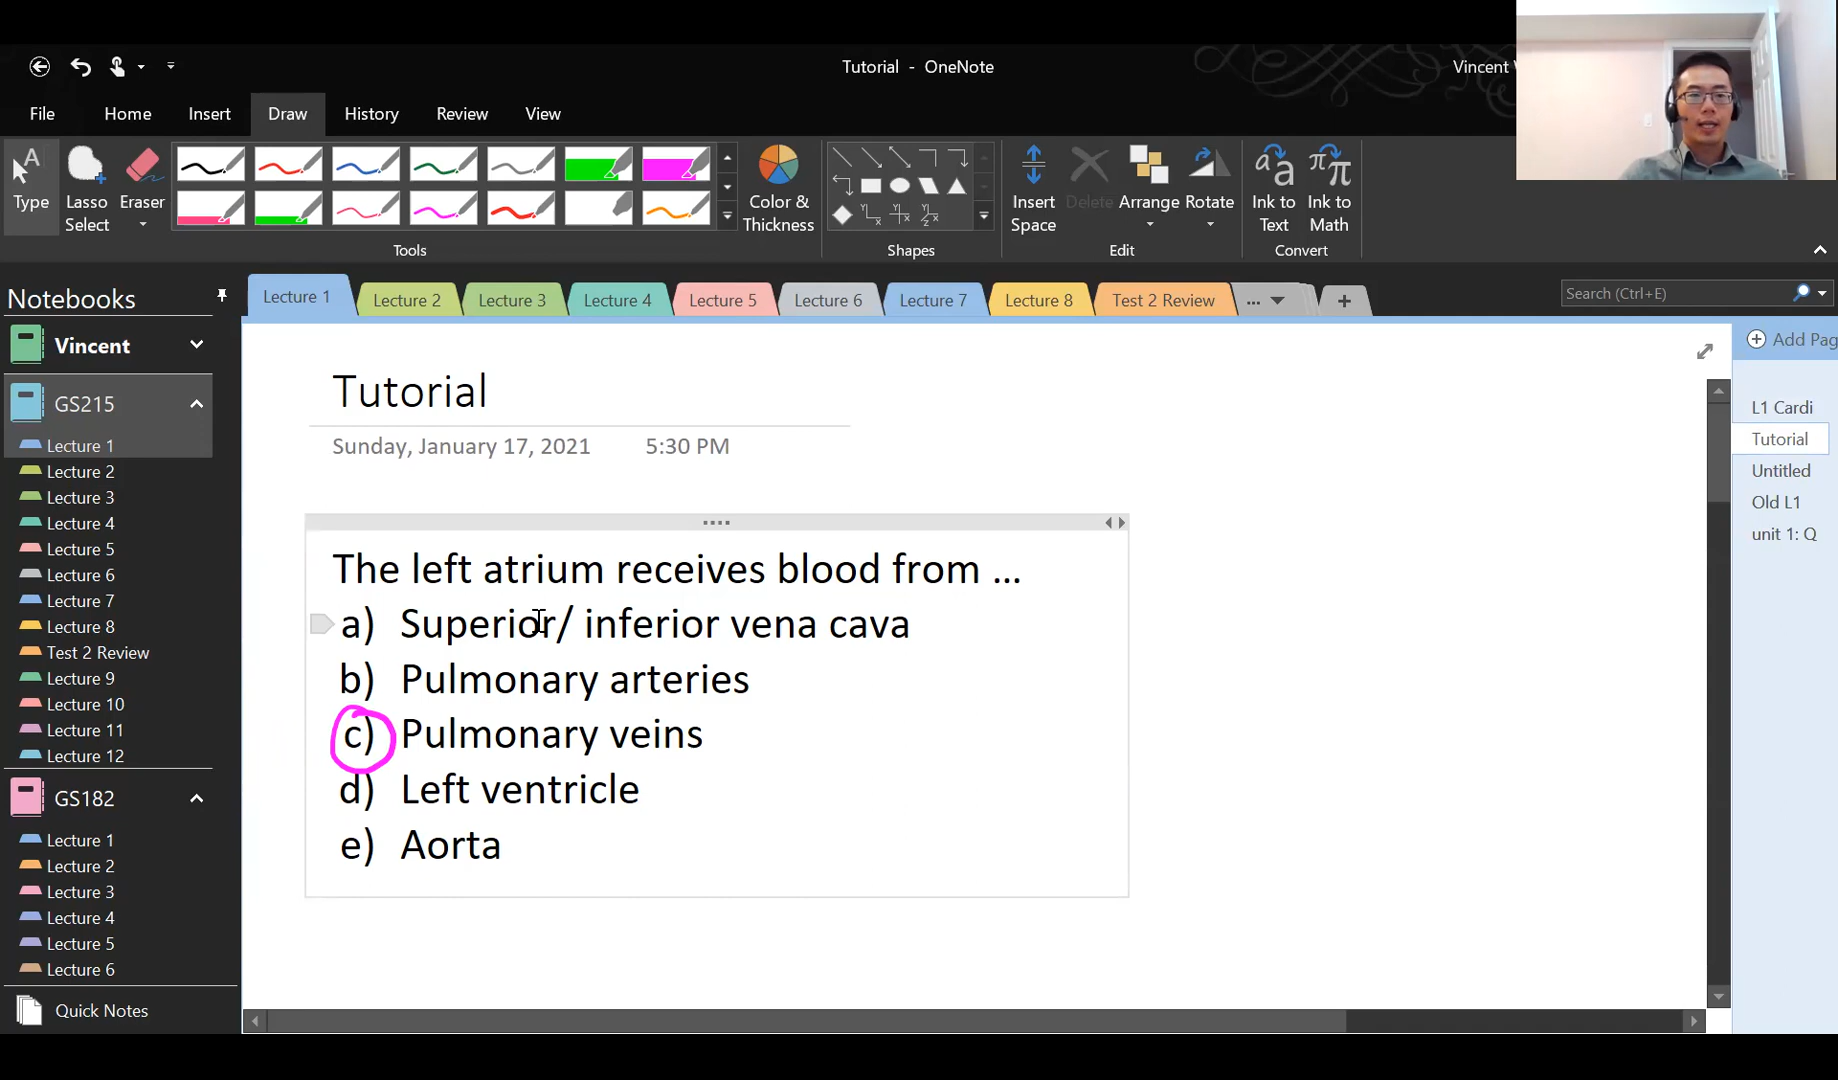 Tutorial - OneNote
Vincent
File Home Insert Draw History Review View
Type
Lasso Select
Eraser
Color & Thickness
Insert Space
Delete
Arrange
Rotate
Ink to Text
Ink to Math
Tools
Shapes
Edit
Convert
Notebooks
Lecture 1 Lecture 2 Lecture 3 Lecture 4 Lecture 5 Lecture 6 Lecture 7 Lecture 8 Test 2 Review ...
Search (Ctrl+E)
Vincent
GS215
Lecture 1
Lecture 2
Lecture 3
Lecture 4
Lecture 5
Lecture 6
Lecture 7
Lecture 8
Test 2 Review
Lecture 9
Lecture 10
Lecture 11
Lecture 12
GS182
Lecture 1
Lecture 2
Lecture 3
Lecture 4
Lecture 5
Lecture 6
Quick Notes
Tutorial
Sunday, January 17, 2021 5:30 PM
The left atrium receives blood from ...
a) Superior/ inferior vena cava
b) Pulmonary arteries
c) Pulmonary veins
d) Left ventricle
e) Aorta
Add Pag
L1 Cardi
Tutorial
Untitled
Old L1
unit 1: Q